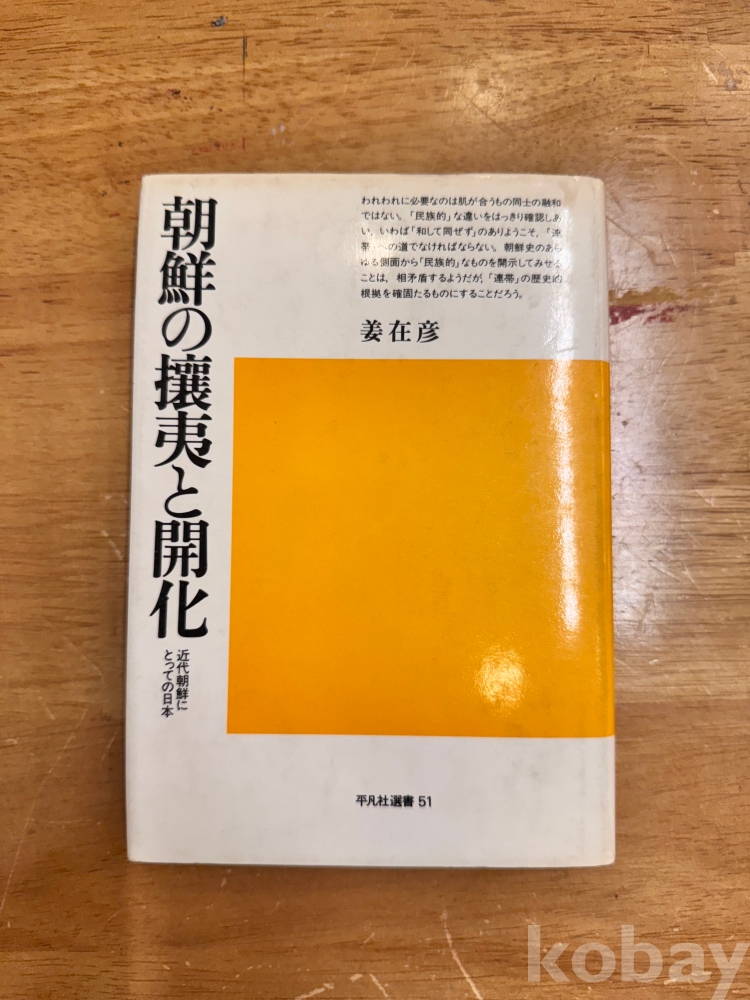 朝鮮の攘夷と開化
近代朝鮮に
とっての日本
われわれに必要なのは肌が合うもの同士の融和
ではない。「民族的」な違いをはっきり確認しあ
い、いわば「和して同ぜず」のありようこそ、「連
帯」への道でなければならない。朝鮮史のあら
ゆる側面から「民族的」なものを開示してみせる
ことは，相矛盾するようだが，「連帯」の歴史的
根拠を確固たるものにすることだろう。
姜在彦
平凡社選書 51
kobay